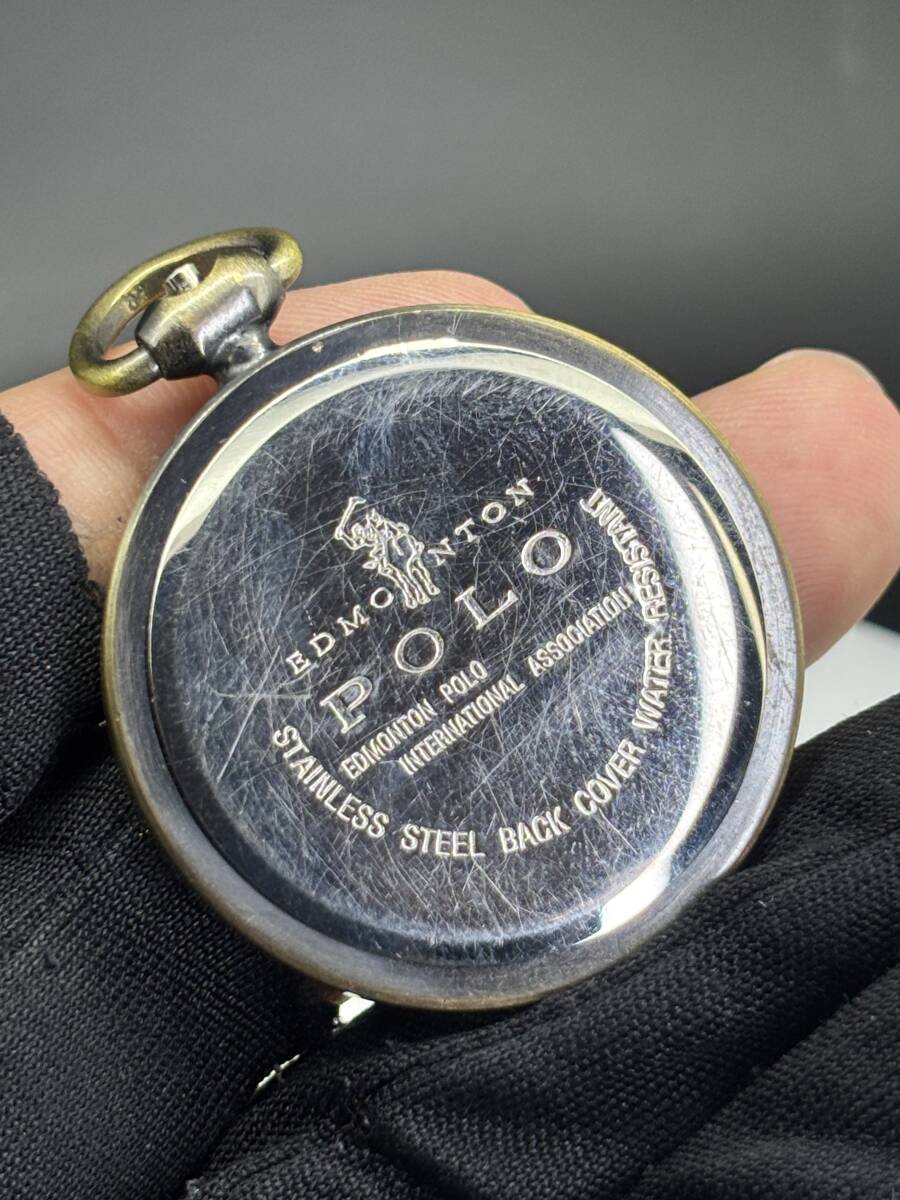 EDMONTON
POLO
EDMONTON POLO
INTERNATIONAL ASSOCIATION
STAINLESS STEEL BACK COVER WATER RESISTANT